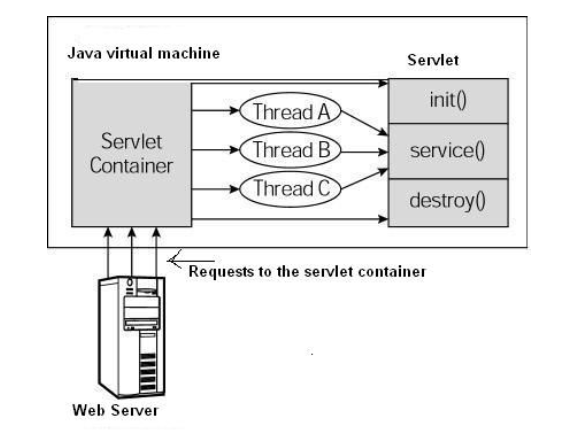 Java virtual machine
Servlet
init()
Thread A
Servlet
Container
Thread B
service()
Thread C
destroy()
Requests to the servlet container
Web Server